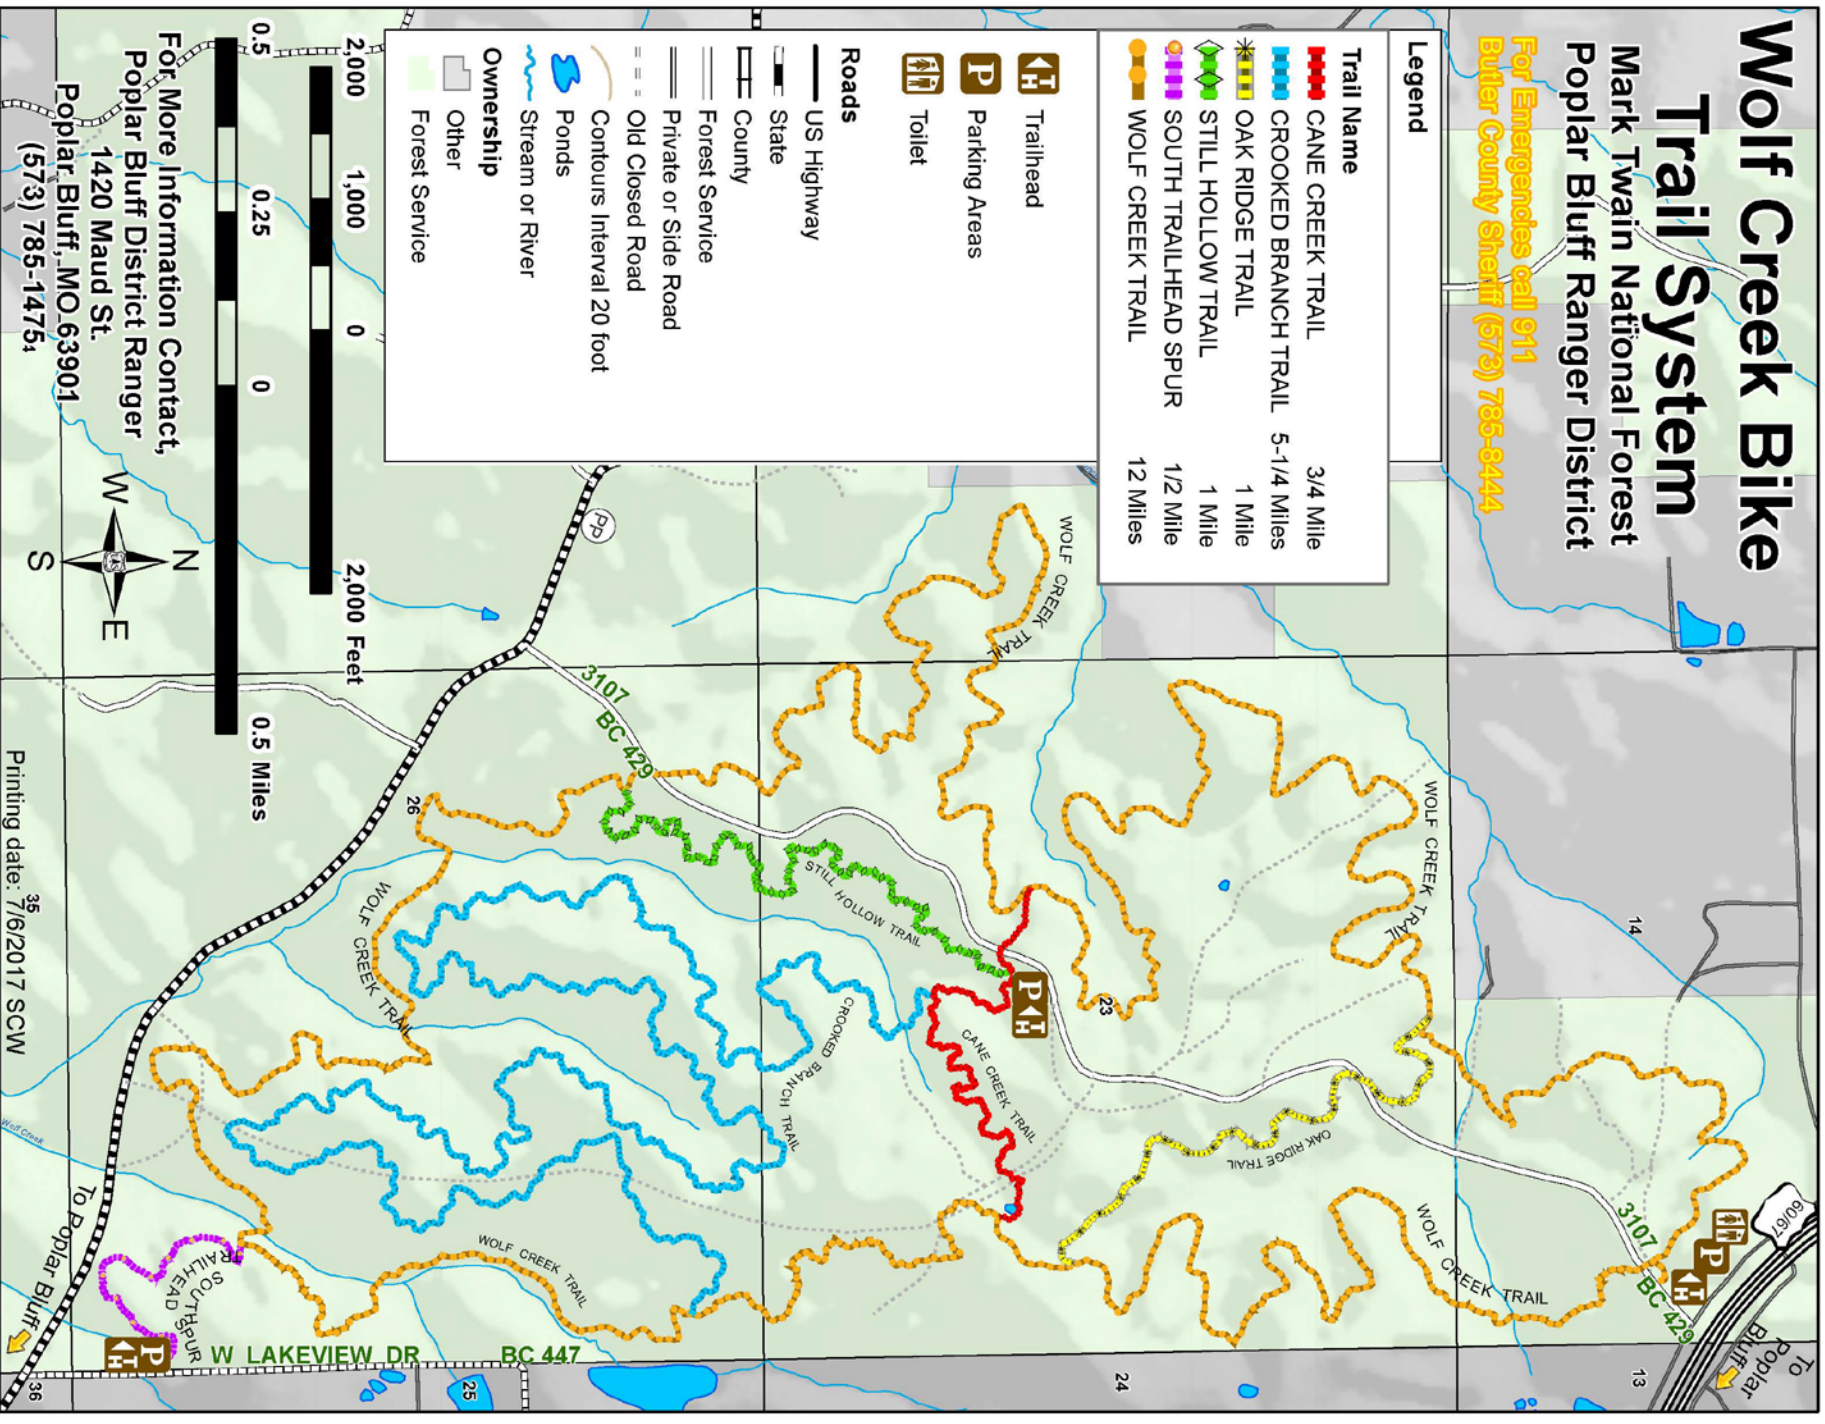 Wolf Creek Bike
Trail System
Mark Twain National Forest
Poplar Bluff Ranger District
For Emergencies call 911
Butler County Sheriff (573) 785-8444
Legend
Trail Name
CANE CREEK TRAIL 3/4 Mile
CROOKED BRANCH TRAIL 5-1/4 Miles
OAK RIDGE TRAIL 1 Mile
STILL HOLLOW TRAIL 1 Mile
SOUTH TRAILHEAD SPUR 1/2 Mile
WOLF CREEK TRAIL 12 Miles
Trailhead
P Parking Areas
Toilet
Roads
US Highway
State
County
Forest Service
Private or Side Road
Old Closed Road
Contours Interval 20 foot
Ponds
Stream or River
Ownership
Other
Forest Service
2,000 1,000 0 2,000 Feet
0.5 0.25 0 0.5 Miles
For More Information Contact,
Poplar Bluff District Ranger
1420 Maud St.
Poplar Bluff, MO 63901
(573) 785-1475
4
N
W
E
S
Printing date: 7/6/2017 SCW
35
60/67
To
Poplar
Bluff
14
13
3107
BC 429
P H
WOLF CREEK TRAIL
WOLF CREEK TRAIL
WOLF CREEK TRAIL
OAK RIDGE TRAIL
23
24
P H
CANE CREEK TRAIL
STILL HOLLOW TRAIL
CROOKED BRANCH TRAIL
3107
BC 429
PP
26
WOLF CREEK TRAIL
WOLF CREEK TRAIL
SOUTH SPUR
TRAILHEAD
P H
W LAKEVIEW DR
BC 447
25
36
Wolf Creek
To Poplar Bluff